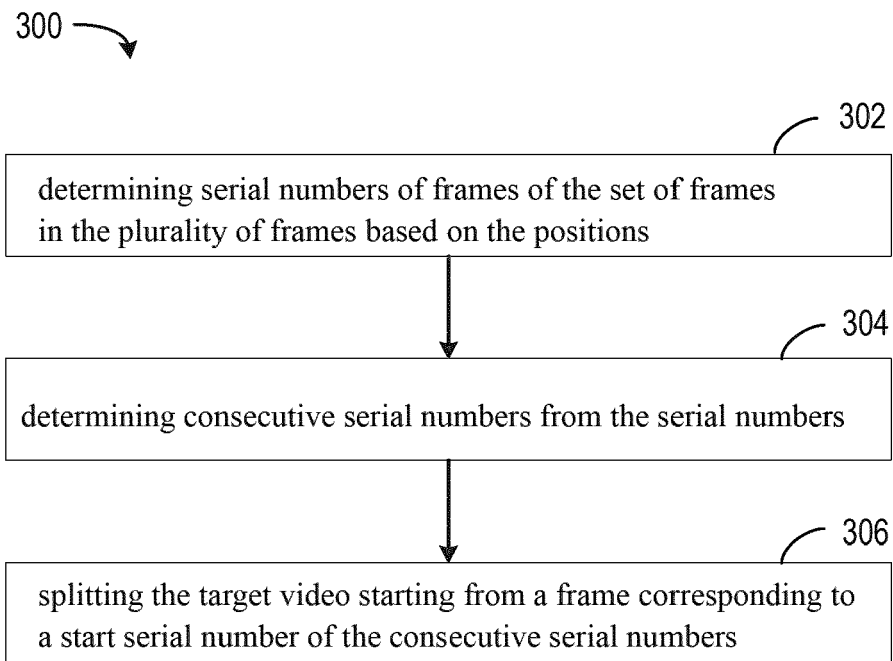 300
302
determining serial numbers of frames of the set of frames
in the plurality of frames based on the positions
304
determining consecutive serial numbers from the serial numbers
306
splitting the target video starting from a frame corresponding to
a start serial number of the consecutive serial numbers